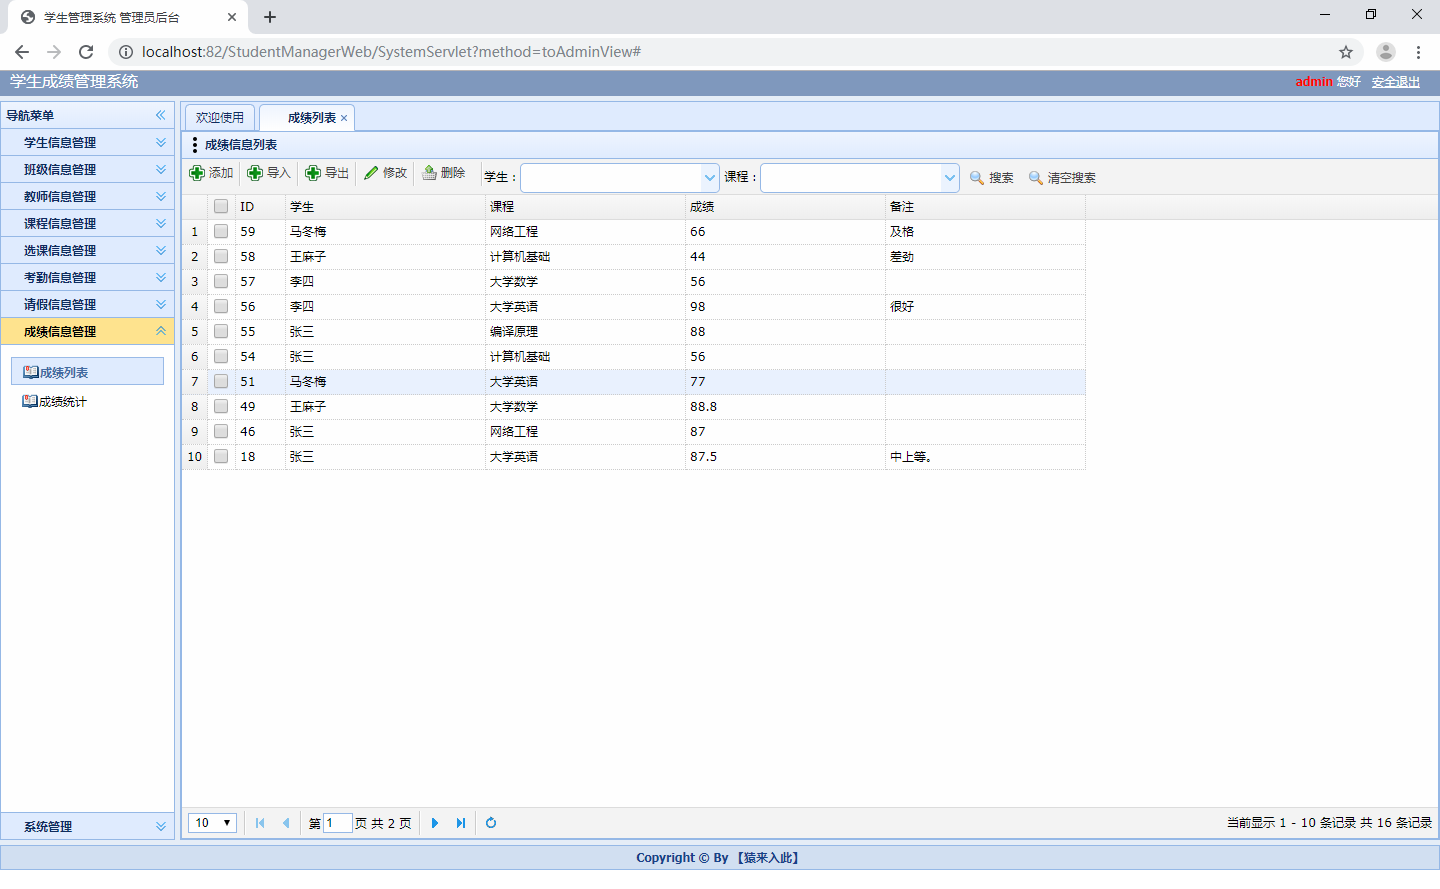 学生管理系统 管理员后台
localhost:82/StudentManagerWeb/SystemServlet?method=toAdminView#
学生成绩管理系统
admin 您好 安全退出
导航菜单
学生信息管理
班级信息管理
教师信息管理
课程信息管理
选课信息管理
考勤信息管理
请假信息管理
成绩信息管理
成绩列表
成绩统计
系统管理
欢迎使用 成绩列表
成绩信息列表
添加 导入 导出 修改 删除 学生： 课程： 搜索 清空搜索
ID 学生 课程 成绩 备注
1 59 马冬梅 网络工程 66 及格
2 58 王麻子 计算机基础 44 差劲
3 57 李四 大学数学 56
4 56 李四 大学英语 98 很好
5 55 张三 编译原理 88
6 54 张三 计算机基础 56
7 51 马冬梅 大学英语 77
8 49 王麻子 大学数学 88.8
9 46 张三 网络工程 87
10 18 张三 大学英语 87.5 中上等。
10 第 1 页 共 2 页 当前显示 1 - 10 条记录 共 16 条记录
Copyright © By 【猿来入此】